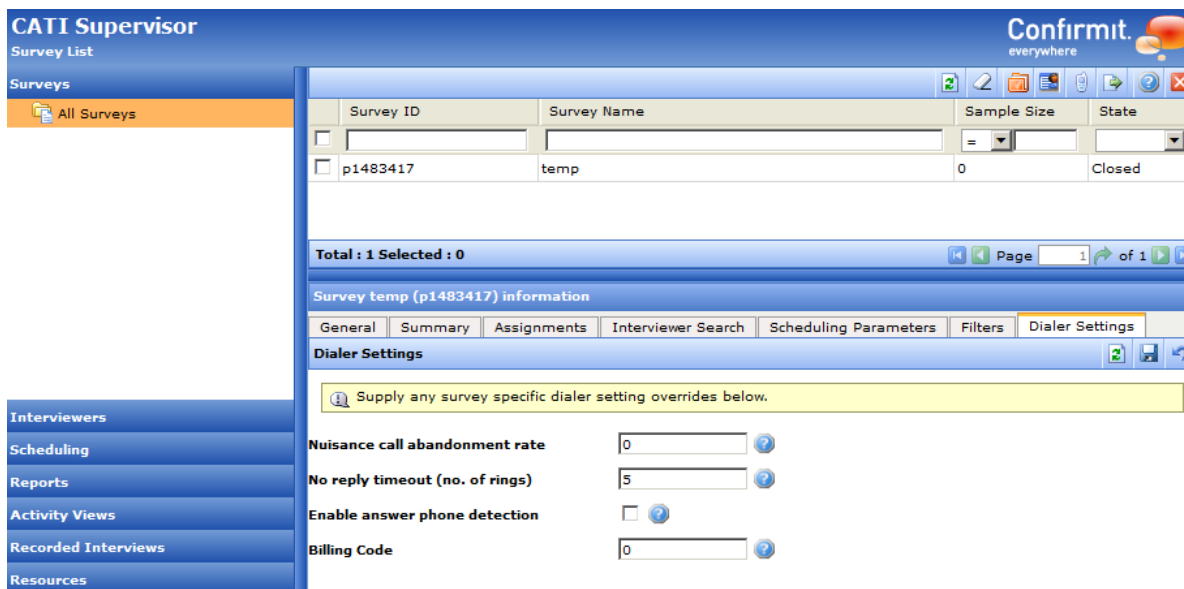 CATI Supervisor
Survey List
Confirmit.
everywhere
Surveys
All Surveys
Survey ID Survey Name Sample Size State
=
p1483417 temp 0 Closed
Total : 1 Selected : 0 Page 1 of 1
Survey temp (p1483417) information
General Summary Assignments Interviewer Search Scheduling Parameters Filters Dialer Settings
Dialer Settings
Supply any survey specific dialer setting overrides below.
Interviewers
Scheduling
Reports
Activity Views
Recorded Interviews
Resources
Nuisance call abandonment rate 0
No reply timeout (no. of rings) 5
Enable answer phone detection
Billing Code 0